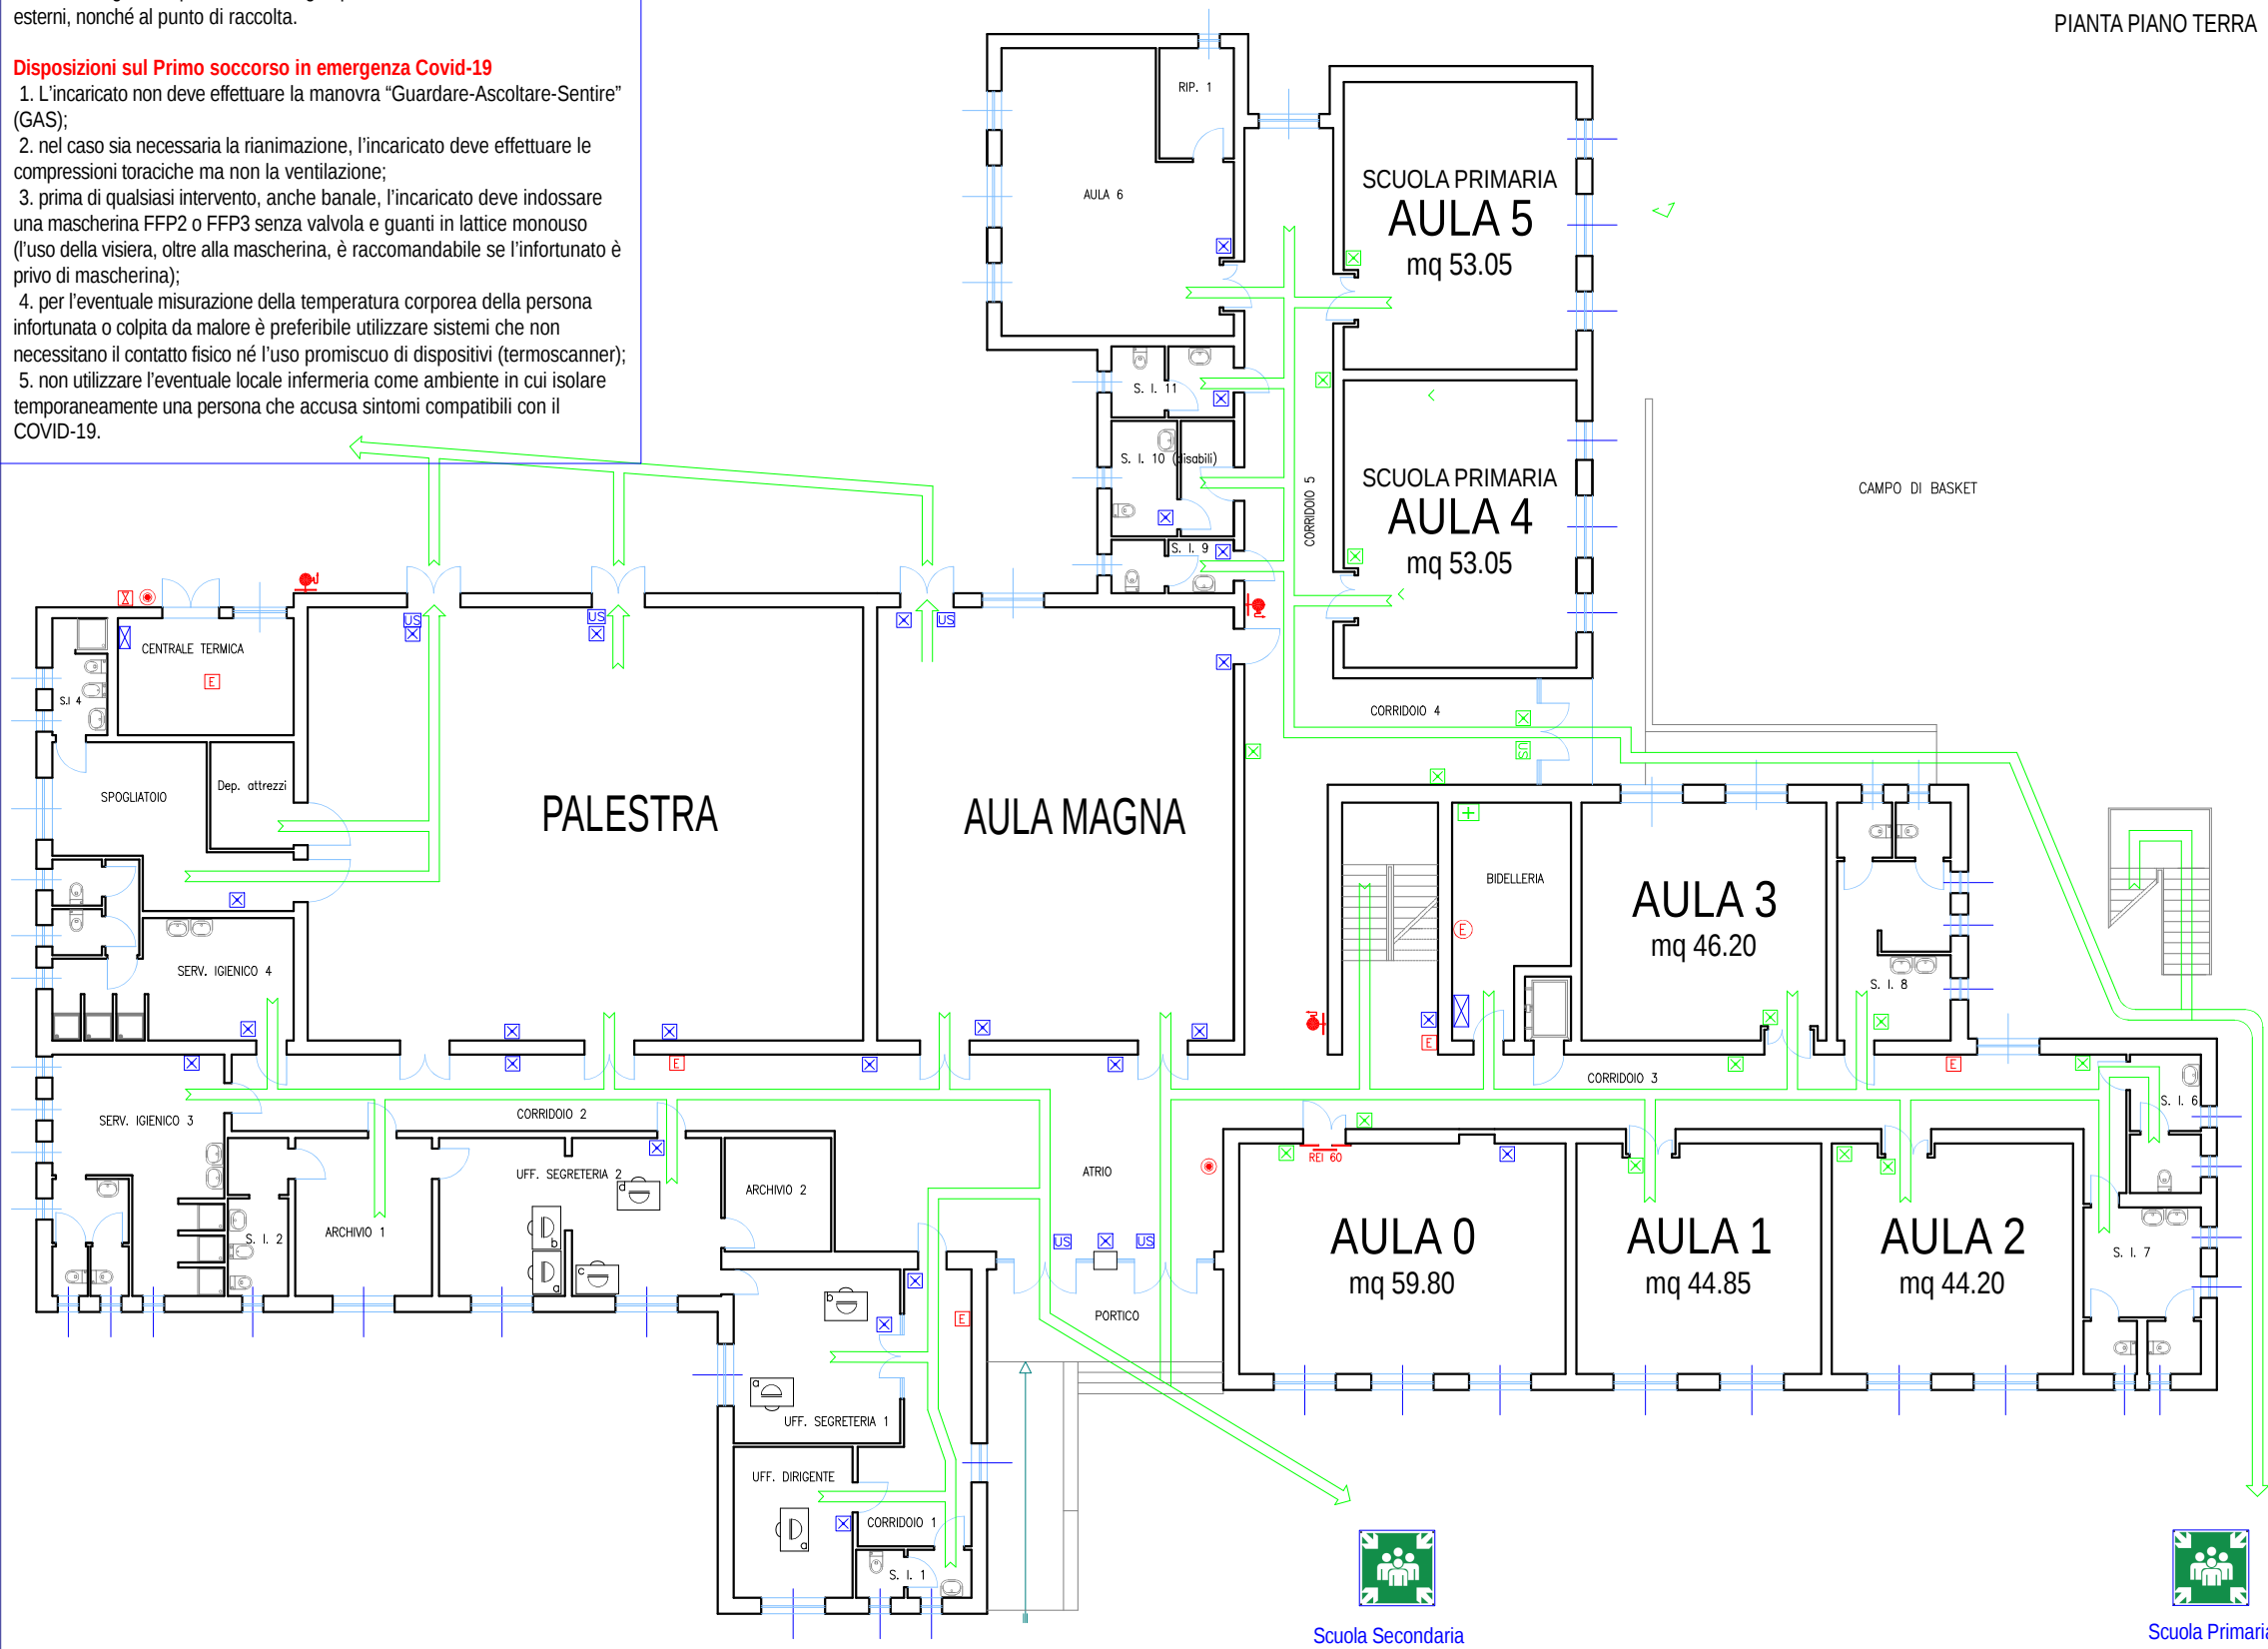 esterni, nonché al punto di raccolta.
Disposizioni sul Primo soccorso in emergenza Covid-19
1. L’incaricato non deve effettuare la manovra “Guardare-Ascoltare-Sentire”
(GAS);
2. nel caso sia necessaria la rianimazione, l’incaricato deve effettuare le
compressioni toraciche ma non la ventilazione;
3. prima di qualsiasi intervento, anche banale, l’incaricato deve indossare
una mascherina FFP2 o FFP3 senza valvola e guanti in lattice monouso
(l’uso della visiera, oltre alla mascherina, è raccomandabile se l’infortunato è
privo di mascherina);
4. per l’eventuale misurazione della temperatura corporea della persona
infortunata o colpita da malore è preferibile utilizzare sistemi che non
necessitano il contatto fisico né l’uso promiscuo di dispositivi (termoscanner);
5. non utilizzare l’eventuale locale infermeria come ambiente in cui isolare
temporaneamente una persona che accusa sintomi compatibili con il
COVID-19.
PIANTA PIANO TERRA
RIP. 1
AULA 6
SCUOLA PRIMARIA
AULA 5
mq 53.05
S. I. 11
S. I. 10 (disabili)
S. I. 9
CORRIDOIO 5
SCUOLA PRIMARIA
AULA 4
mq 53.05
CAMPO DI BASKET
CORRIDOIO 4
US
US
US
US
CENTRALE TERMICA
E
S.I 4
SPOGLIATOIO
Dep. attrezzi
PALESTRA
AULA MAGNA
BIDELLERIA
E
AULA 3
mq 46.20
SERV. IGIENICO 4
S. I. 8
E
E
E
CORRIDOIO 3
CORRIDOIO 2
SERV. IGIENICO 3
S. I. 6
REI 60
UFF. SEGRETERIA 2
d
ATRIO
ARCHIVIO 2
ARCHIVIO 1
S. I. 2
b
a
c
US
US
AULA 0
mq 59.80
AULA 1
mq 44.85
AULA 2
mq 44.20
S. I. 7
b
E
PORTICO
a
UFF. SEGRETERIA 1
UFF. DIRIGENTE
a
CORRIDOIO 1
S. I. 1
Scuola Secondaria
Scuola Primaria